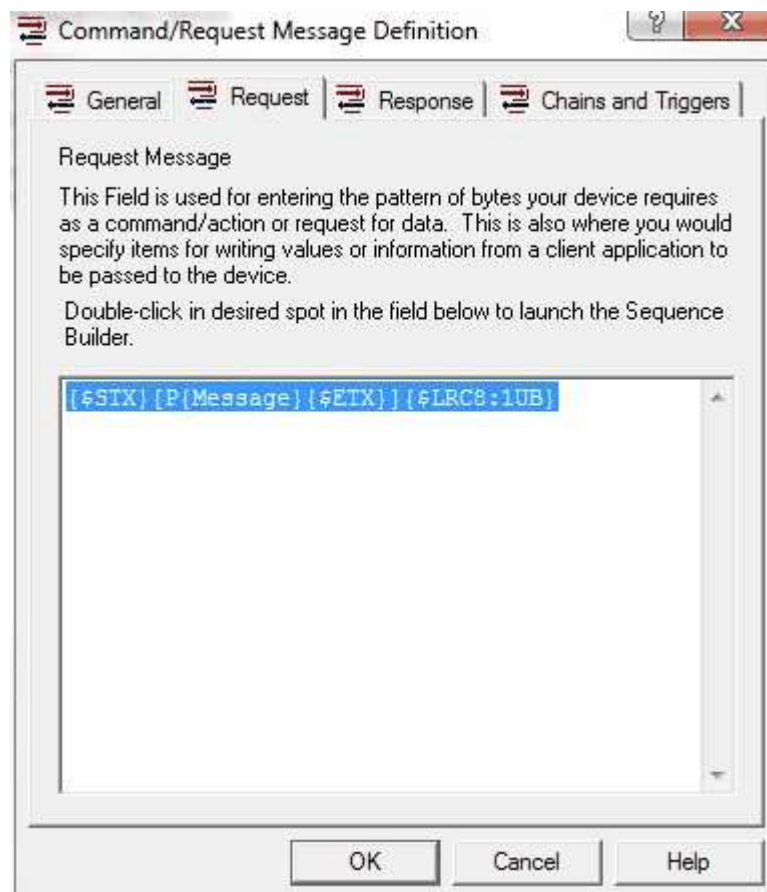 Command/Request Message Definition
General Request Response Chains and Triggers
Request Message
This Field is used for entering the pattern of bytes your device requires
as a command/action or request for data. This is also where you would
specify items for writing values or information from a client application to
be passed to the device.
Double-click in desired spot in the field below to launch the Sequence
Builder.
{$STX}[P{Message}{$ETX}]{$LRC8:1UB}
OK Cancel Help